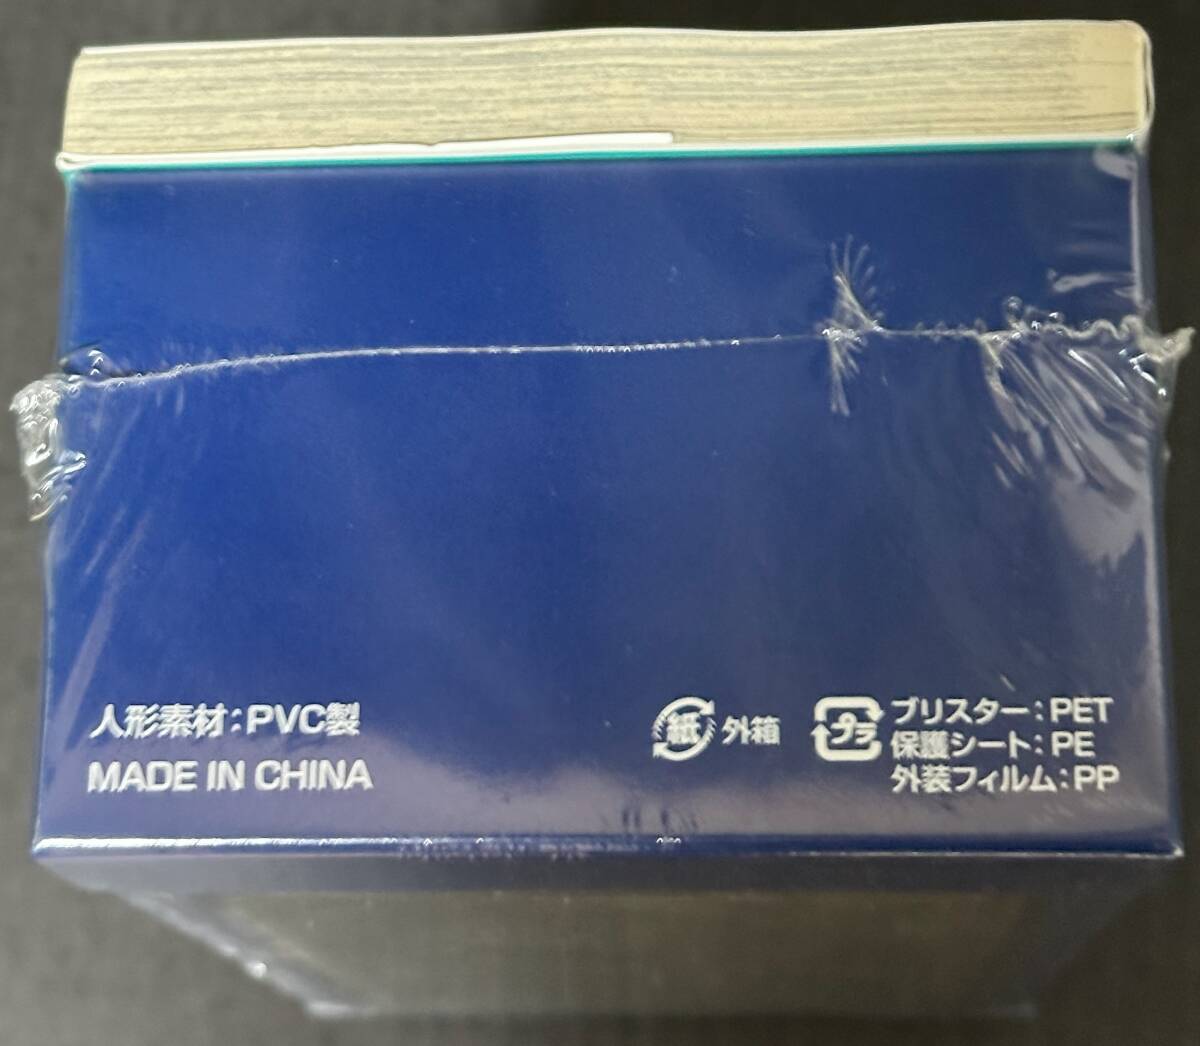 人形素材:PVC製
MADE IN CHINA
紙 外箱
プラ
ブリスター:PET
保護シート:PE
外装フィルム:PP